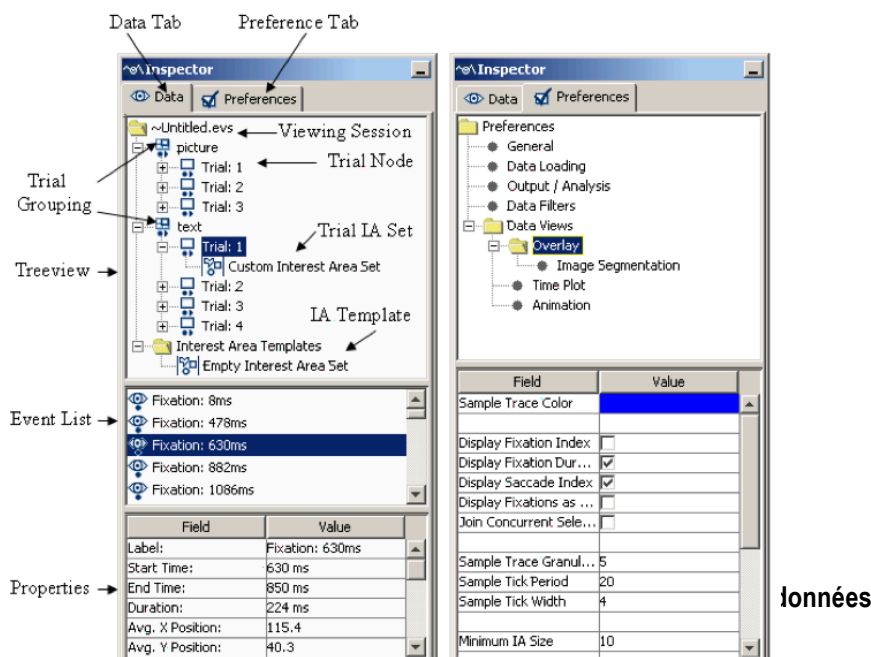 Data Tab
Preference Tab
Inspector
Data
Preferences
~Untitled.evs
Viewing Session
picture
Trial: 1
Trial Node
Trial: 2
Trial: 3
Trial
Grouping
text
Trial: 1
Trial IA Set
Custom Interest Area Set
Treeview
Trial: 2
Trial: 3
Trial: 4
IA Template
Interest Area Templates
Empty Interest Area Set
Event List
Fixation: 8ms
Fixation: 478ms
Fixation: 630ms
Fixation: 882ms
Fixation: 1086ms
Field Value
Label: Fixation: 630ms
Start Time: 630 ms
Properties
End Time: 850 ms
Duration: 224 ms
Avg. X Position: 115.4
Avg. Y Position: 40.3
Inspector
Data
Preferences
Preferences
General
Data Loading
Output / Analysis
Data Filters
Data Views
Overlay
Image Segmentation
Time Plot
Animation
Field Value
Sample Trace Color
Display Fixation Index
Display Fixation Dur...
Display Saccade Index
Display Fixations as ...
Join Concurrent Sele...
Sample Trace Granul... 5
Sample Tick Period 20
Sample Tick Width 4
Minimum IA Size 10